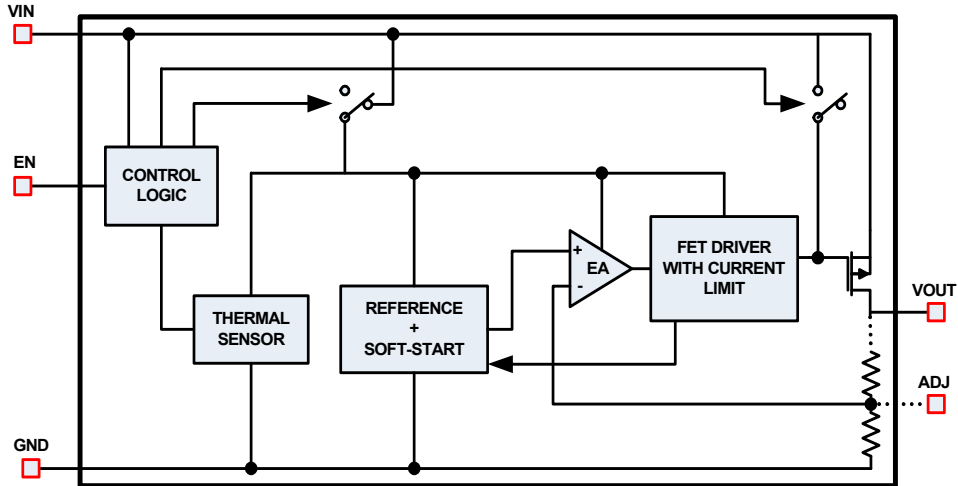 VIN
EN
CONTROL
LOGIC
THERMAL
SENSOR
REFERENCE
+
SOFT-START
+
EA
-
FET DRIVER
WITH CURRENT
LIMIT
VOUT
ADJ
GND